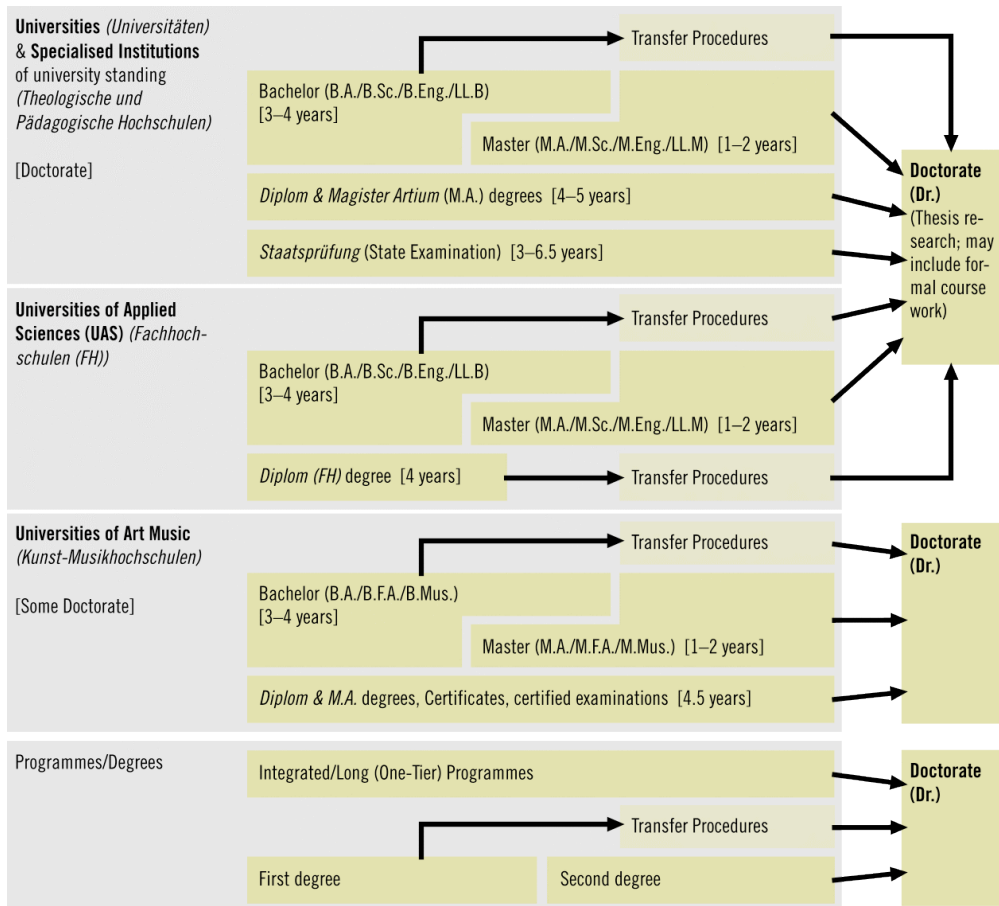 Universities (Universitäten)
& Specialised Institutions
of university standing
(Theologische und
Pädagogische Hochschulen)
[Doctorate]
Transfer Procedures
Bachelor (B.A./B.Sc./B.Eng./LL.B)
[3–4 years]
Master (M.A./M.Sc./M.Eng./LL.M) [1–2 years]
Diplom & Magister Artium (M.A.) degrees [4–5 years]
Staatsprüfung (State Examination) [3–6.5 years]
Doctorate
(Dr.)
(Thesis re-
search; may
include for-
mal course
work)
Universities of Applied
Sciences (UAS) (Fachhoch-
schulen (FH))
Transfer Procedures
Bachelor (B.A./B.Sc./B.Eng./LL.B)
[3–4 years]
Master (M.A./M.Sc./M.Eng./LL.M) [1–2 years]
Diplom (FH) degree [4 years]
Transfer Procedures
Universities of Art Music
(Kunst-Musikhochschulen)
[Some Doctorate]
Transfer Procedures
Bachelor (B.A./B.F.A./B.Mus.)
[3–4 years]
Master (M.A./M.F.A./M.Mus.) [1–2 years]
Diplom & M.A. degrees, Certificates, certified examinations [4.5 years]
Doctorate
(Dr.)
Programmes/Degrees
Integrated/Long (One-Tier) Programmes
Transfer Procedures
First degree
Second degree
Doctorate
(Dr.)